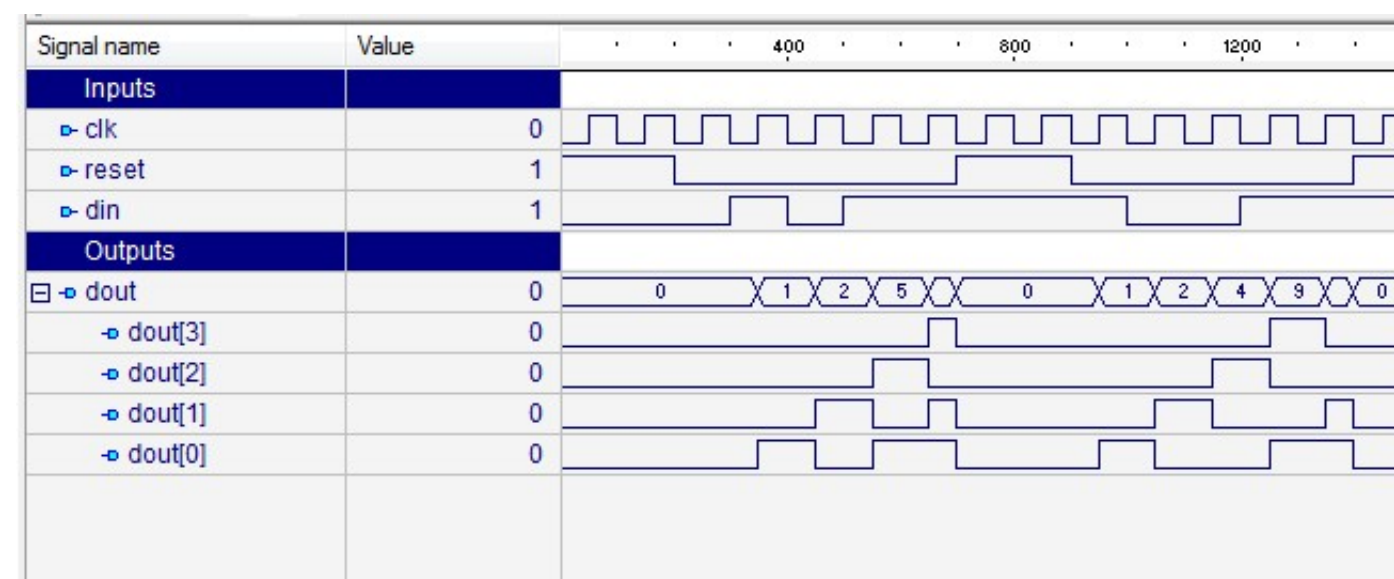 Signal name Value 400 800 1200
Inputs
clk 0
reset 1
din 1
Outputs
dout 0 0 1 2 5 0 1 2 4 9 0
dout[3] 0
dout[2] 0
dout[1] 0
dout[0] 0